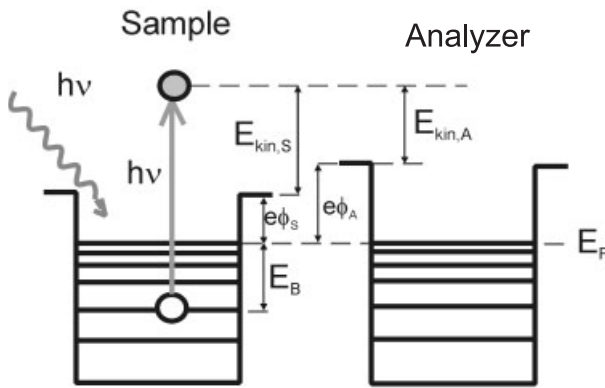 Sample
Analyzer
hν
hν
E_kin,S
E_kin,A
eϕ_S
eϕ_A
E_B
E_F